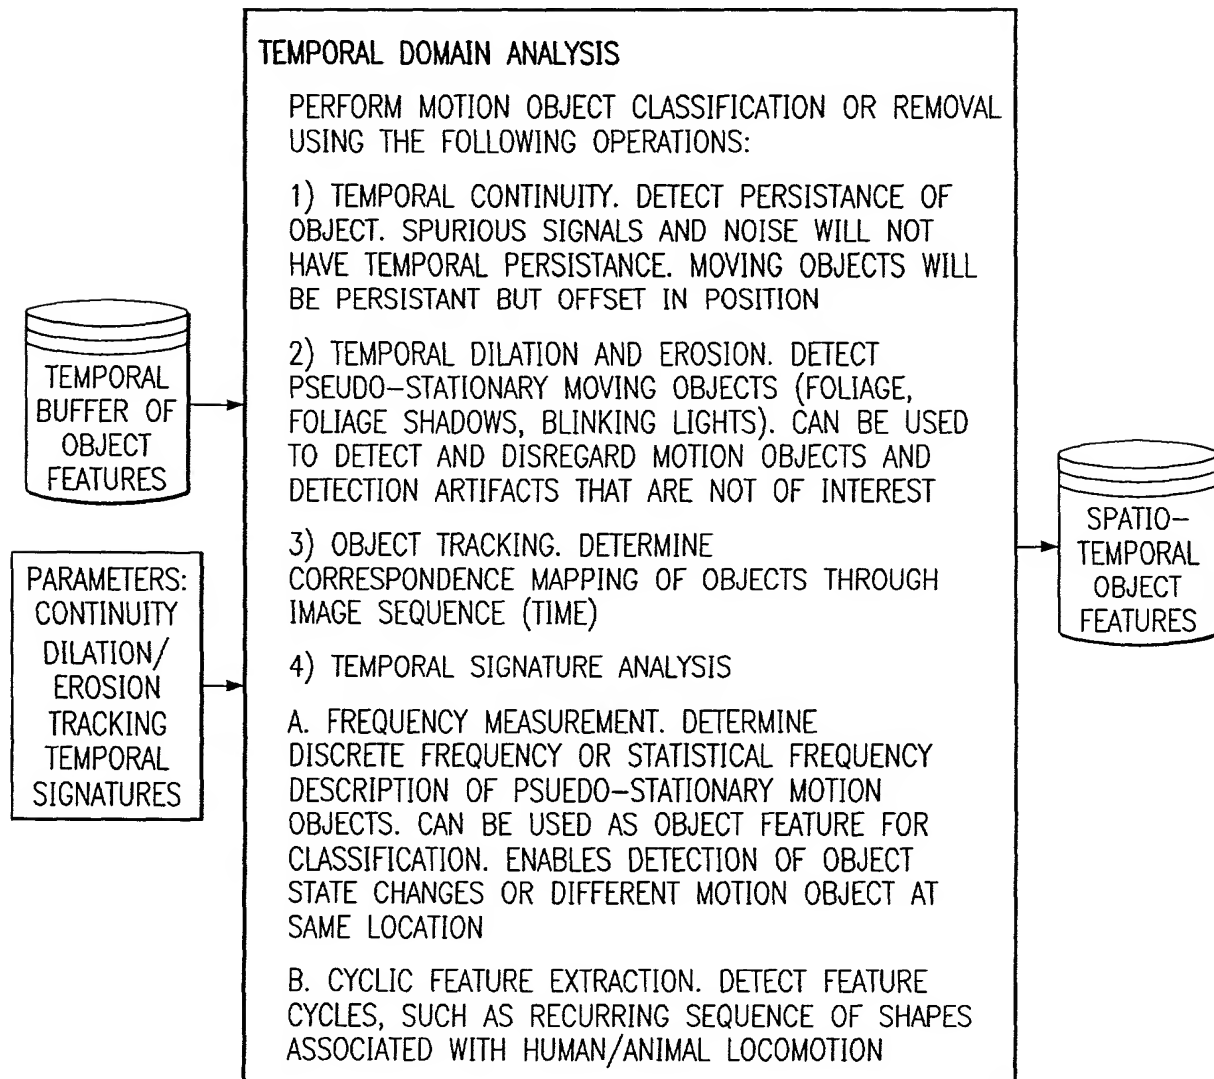 TEMPORAL DOMAIN ANALYSIS
PERFORM MOTION OBJECT CLASSIFICATION OR REMOVAL
USING THE FOLLOWING OPERATIONS:
1) TEMPORAL CONTINUITY. DETECT PERSISTANCE OF
OBJECT. SPURIOUS SIGNALS AND NOISE WILL NOT
HAVE TEMPORAL PERSISTANCE. MOVING OBJECTS WILL
BE PERSISTANT BUT OFFSET IN POSITION
2) TEMPORAL DILATION AND EROSION. DETECT
PSEUDO-STATIONARY MOVING OBJECTS (FOLIAGE,
FOLIAGE SHADOWS, BLINKING LIGHTS). CAN BE USED
TO DETECT AND DISREGARD MOTION OBJECTS AND
DETECTION ARTIFACTS THAT ARE NOT OF INTEREST
3) OBJECT TRACKING. DETERMINE
CORRESPONDENCE MAPPING OF OBJECTS THROUGH
IMAGE SEQUENCE (TIME)
4) TEMPORAL SIGNATURE ANALYSIS
A. FREQUENCY MEASUREMENT. DETERMINE
DISCRETE FREQUENCY OR STATISTICAL FREQUENCY
DESCRIPTION OF PSUEDO-STATIONARY MOTION
OBJECTS. CAN BE USED AS OBJECT FEATURE FOR
CLASSIFICATION. ENABLES DETECTION OF OBJECT
STATE CHANGES OR DIFFERENT MOTION OBJECT AT
SAME LOCATION
B. CYCLIC FEATURE EXTRACTION. DETECT FEATURE
CYCLES, SUCH AS RECURRING SEQUENCE OF SHAPES
ASSOCIATED WITH HUMAN/ANIMAL LOCOMOTION
TEMPORAL
BUFFER OF
OBJECT
FEATURES
PARAMETERS:
CONTINUITY
DILATION/
EROSION
TRACKING
TEMPORAL
SIGNATURES
SPATIO-
TEMPORAL
OBJECT
FEATURES